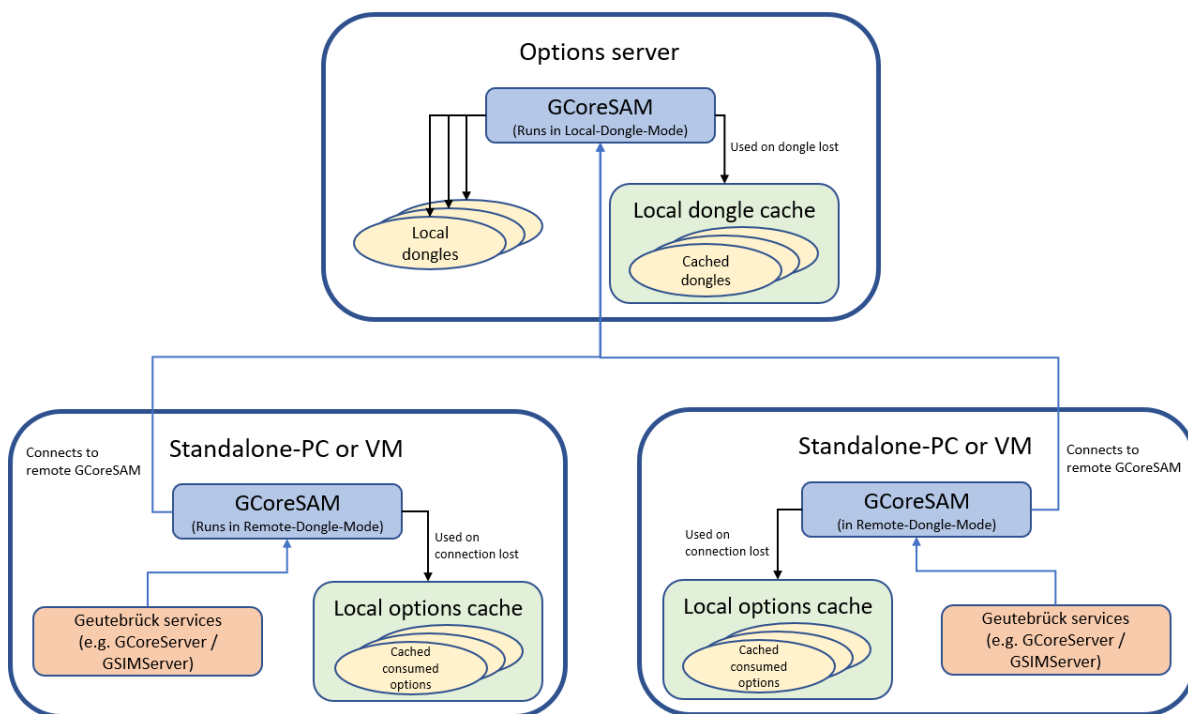 Options server
GCoreSAM
(Runs in Local-Dongle-Mode)
Used on dongle lost
Local
dongles
Local dongle cache
Cached
dongles
Standalone-PC or VM
Connects to
remote GCoreSAM
GCoreSAM
(Runs in Remote-Dongle-Mode)
Used on
connection lost
Geutebrück services
(e.g. GCoreServer /
GSIMServer)
Local options cache
Cached
consumed
options
Standalone-PC or VM
Connects to
remote GCoreSAM
GCoreSAM
(in Remote-Dongle-Mode)
Used on
connection lost
Local options cache
Cached
consumed
options
Geutebrück services
(e.g. GCoreServer /
GSIMServer)